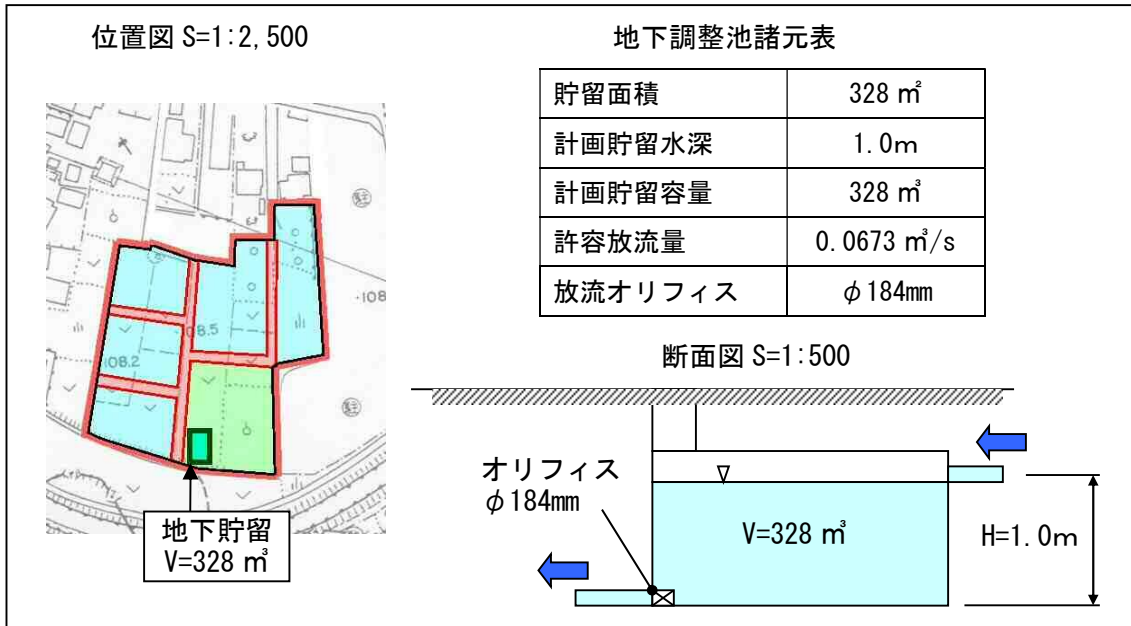 位置図 S=1:2,500
地下調整池諸元表
貯留面積 328 ㎡
計画貯留水深 1.0m
計画貯留容量 328 ㎥
許容放流量 0.0673 ㎥/s
放流オリフィス φ184mm
108
108.5
108.2
地下貯留
V=328 ㎥
断面図 S=1:500
オリフィス
φ184mm
V=328 ㎥
H=1.0m